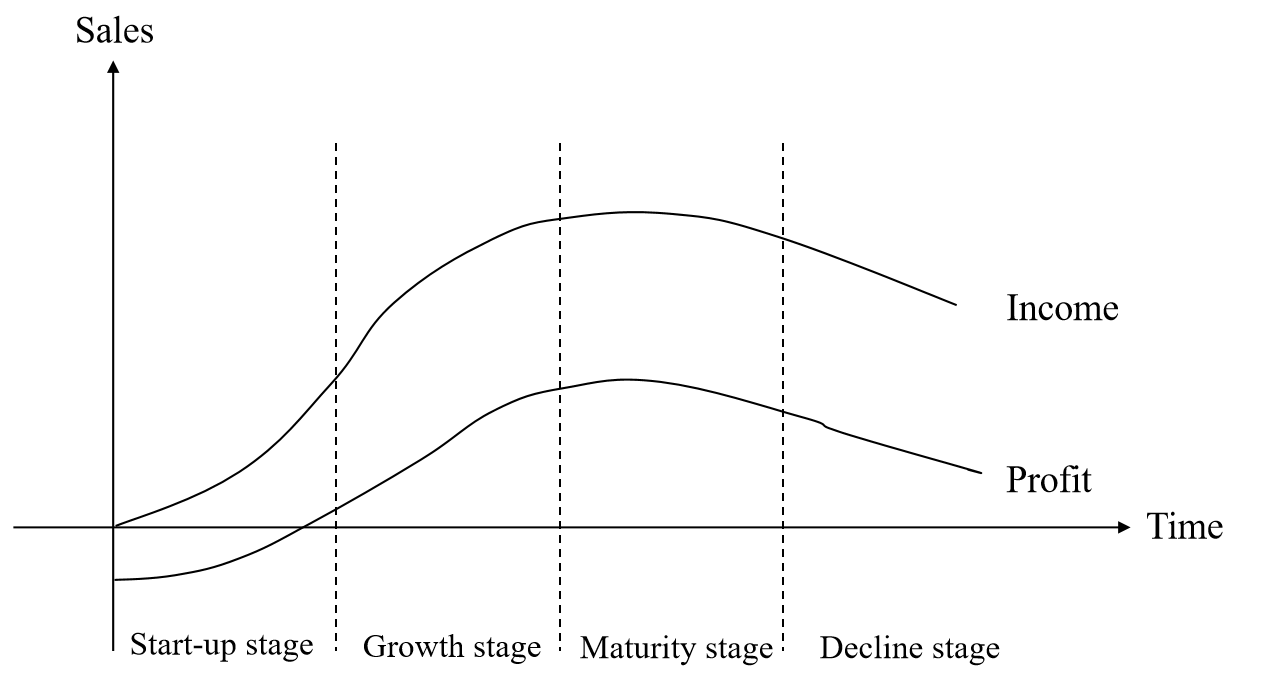 Sales
Income
Profit
Time
Start-up stage
Growth stage
Maturity stage
Decline stage